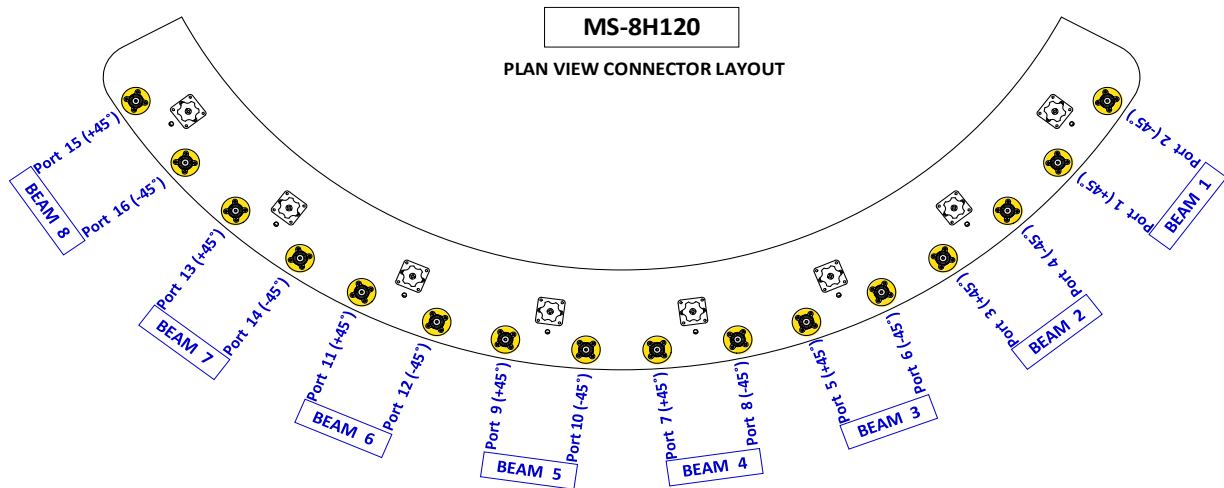 MS-8H120
PLAN VIEW CONNECTOR LAYOUT
Port 15 (+45°)
Port 16 (-45°)
BEAM 8
Port 13 (+45°)
Port 14 (-45°)
BEAM 7
Port 11 (+45°)
Port 12 (-45°)
BEAM 6
Port 9 (+45°)
Port 10 (-45°)
BEAM 5
Port 7 (+45°)
Port 8 (-45°)
BEAM 4
Port 5 (+45°)
Port 6 (-45°)
BEAM 3
Port 3 (+45°)
Port 4 (-45°)
BEAM 2
Port 1 (+45°)
Port 2 (-45°)
BEAM 1